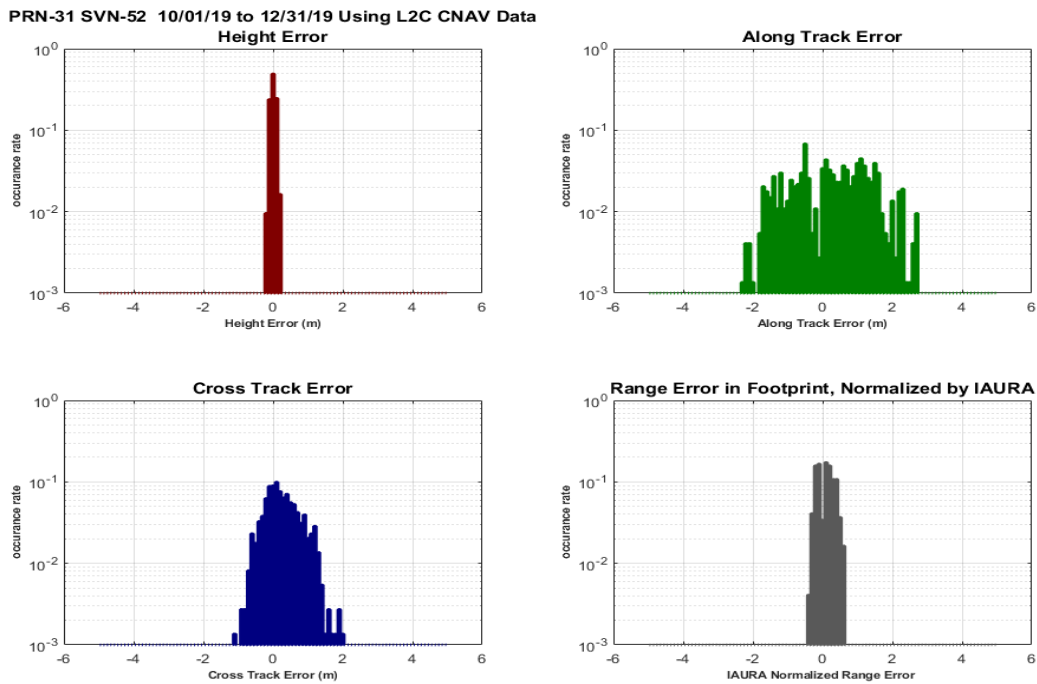 PRN-31 SVN-52 10/01/19 to 12/31/19 Using L2C CNAV Data
Height Error
10^0
10^-1
10^-2
10^-3
occurance rate
-6 -4 -2 0 2 4 6
Height Error (m)
Along Track Error
10^0
10^-1
10^-2
10^-3
occurance rate
-6 -4 -2 0 2 4 6
Along Track Error (m)
Cross Track Error
10^0
10^-1
10^-2
10^-3
occurance rate
-6 -4 -2 0 2 4 6
Cross Track Error (m)
Range Error in Footprint, Normalized by IAURA
10^0
10^-1
10^-2
10^-3
occurance rate
-6 -4 -2 0 2 4 6
IAURA Normalized Range Error